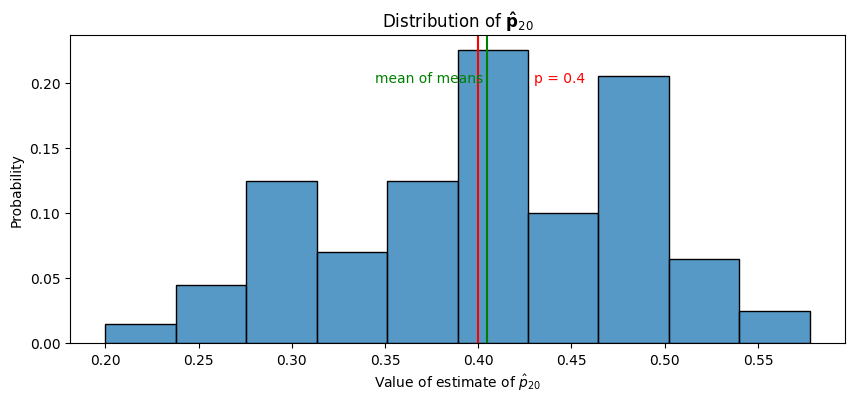 Distribution of p̂₂₀
mean of means
p = 0.4
Probability
0.20
0.15
0.10
0.05
0.00
0.20 0.25 0.30 0.35 0.40 0.45 0.50 0.55
Value of estimate of p̂₂₀